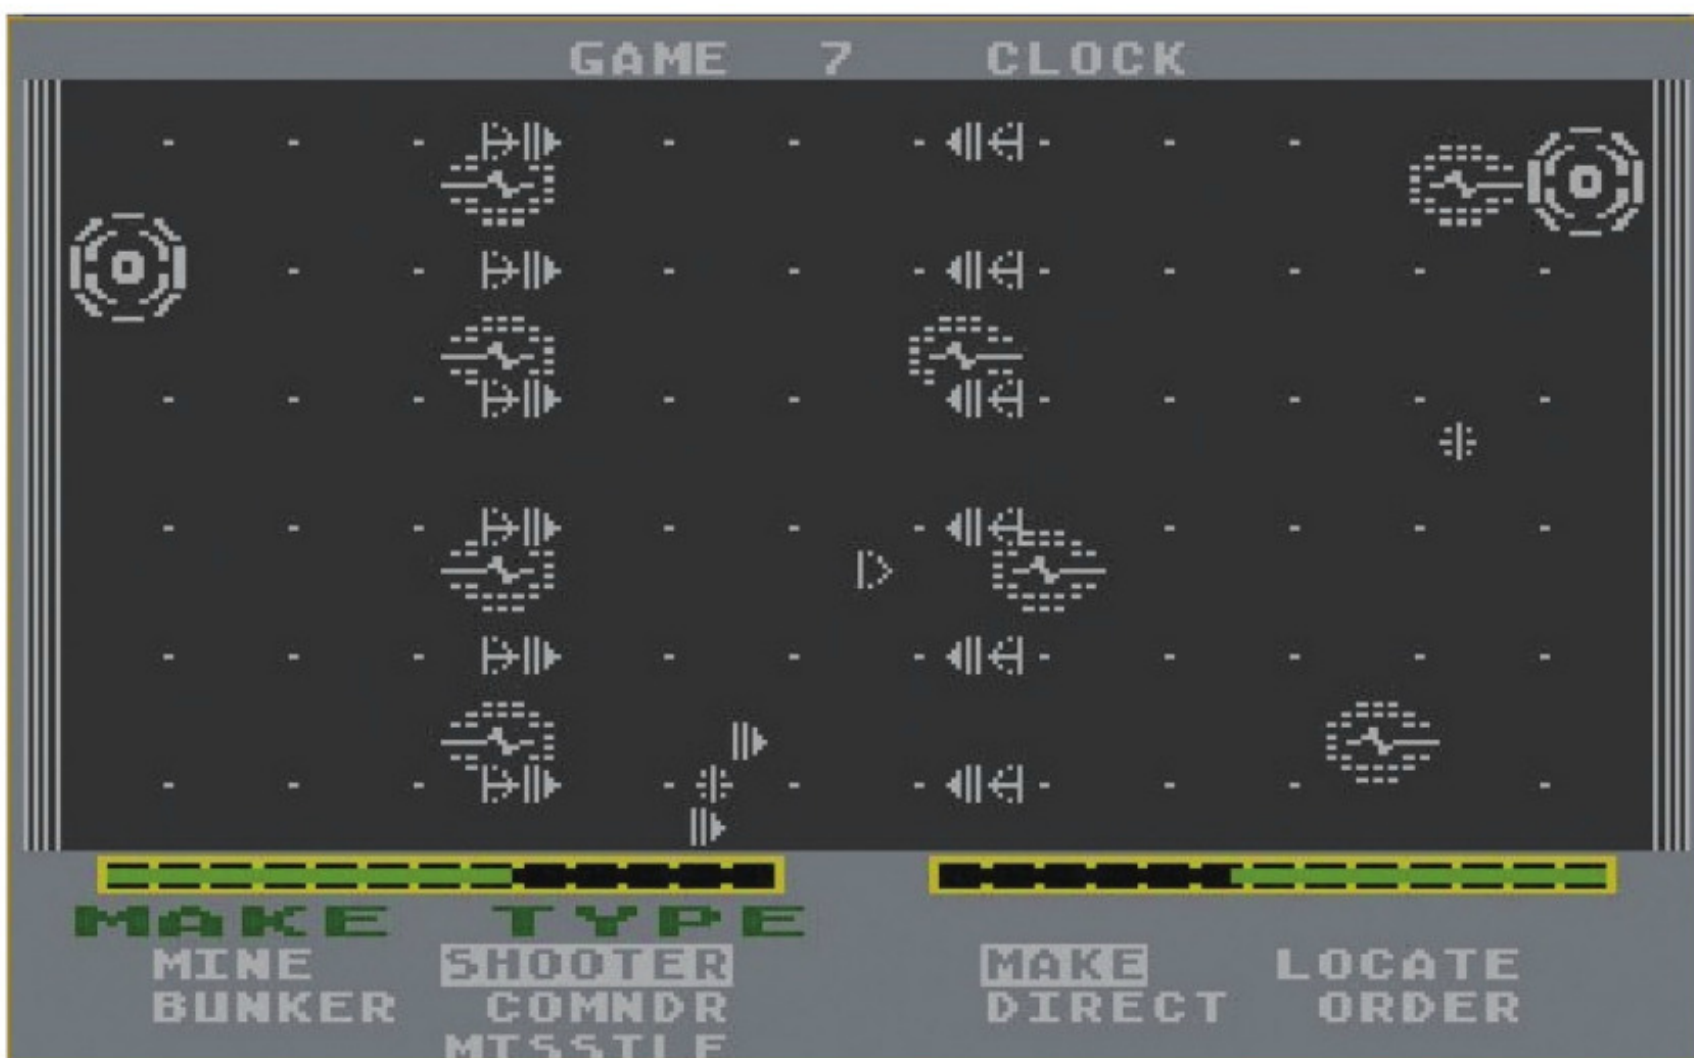 GAME 7 CLOCK
MAKE TYPE
MINE SHOOTER MAKE LOCATE
BUNKER COMNDR DIRECT ORDER
MISSILE